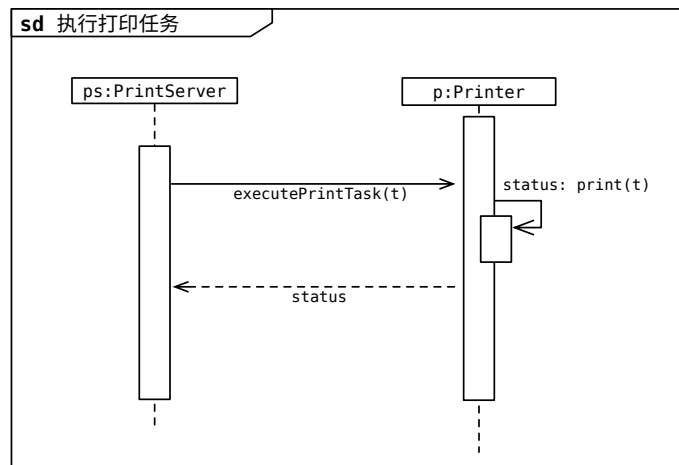 sd 执行打印任务
ps:PrintServer
p:Printer
status: print(t)
executePrintTask(t)
status